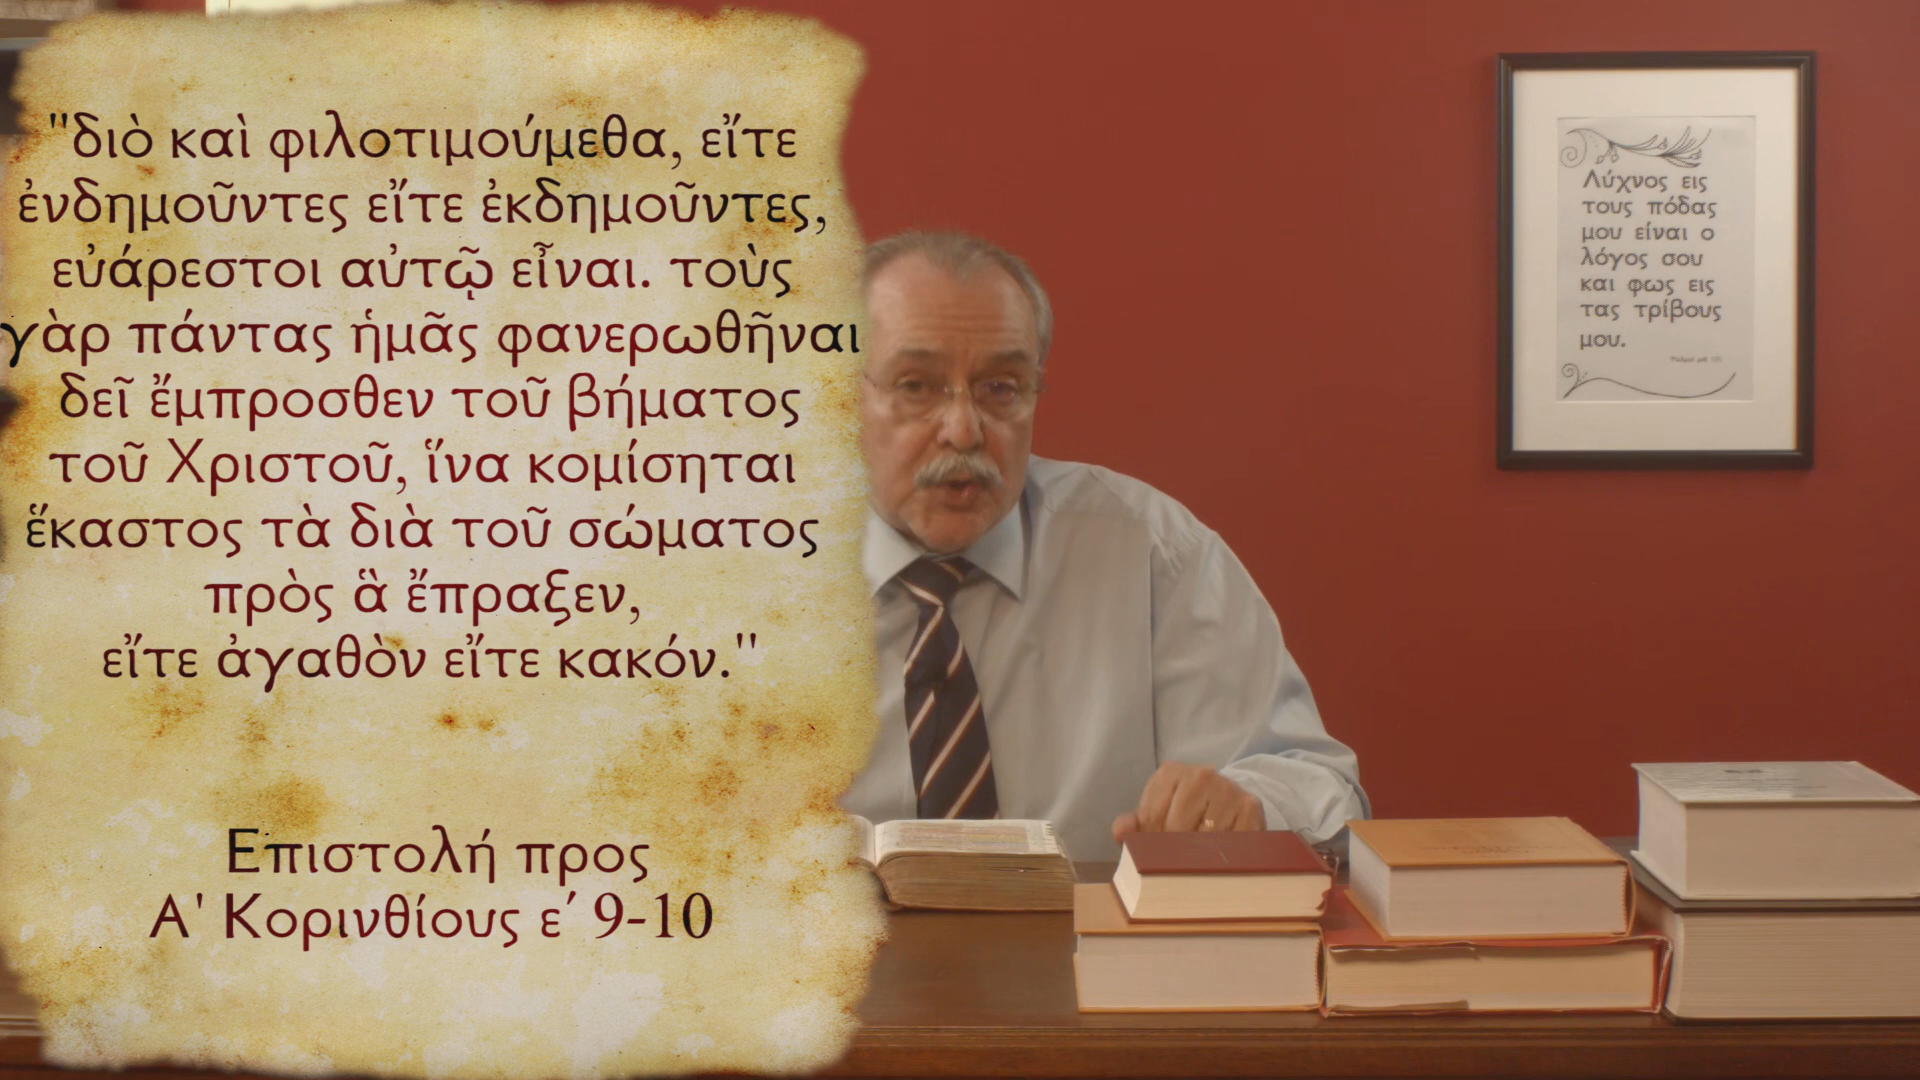 "διὸ καὶ φιλοτιμούμεθα, εἴτε
ἐνδημοῦντες εἴτε ἐκδημοῦντες,
εὐάρεστοι αὐτῷ εἶναι. τοὺς
γὰρ πάντας ἡμᾶς φανερωθῆναι
δεῖ ἔμπροσθεν τοῦ βήματος
τοῦ Χριστοῦ, ἵνα κομίσηται
ἕκαστος τὰ διὰ τοῦ σώματος
πρὸς ἃ ἔπραξεν,
εἴτε ἀγαθὸν εἴτε κακόν."
Επιστολή προς
Α' Κορινθίους ε΄ 9-10
Λύχνος εις
τους πόδας
μου είναι ο
λόγος σου
και φως εις
τας τρίβους
μου.